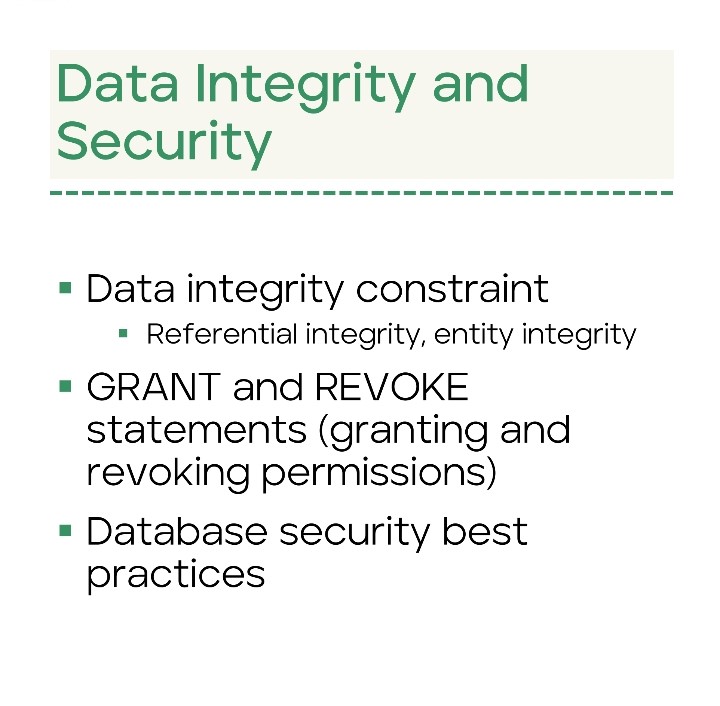 Data Integrity and
Security
Data integrity constraint
Referential integrity, entity integrity
GRANT and REVOKE
statements (granting and
revoking permissions)
Database security best
practices